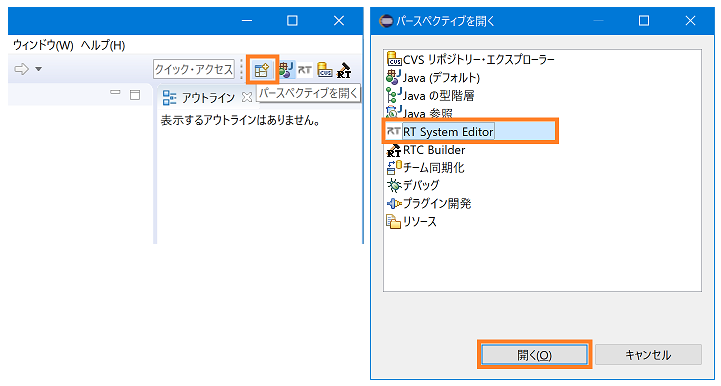 ウィンドウ(W) ヘルプ(H)
クイック・アクセス
J RT CVS RT
パースペクティブを開く
アウトライン
表示するアウトラインはありません。
パースペクティブを開く
CVS CVS リポジトリー・エクスプローラー
J Java (デフォルト)
J Java の型階層
Java 参照
RT RT System Editor
RT RTC Builder
チーム同期化
デバッグ
プラグイン開発
リソース
開く(O)
キャンセル